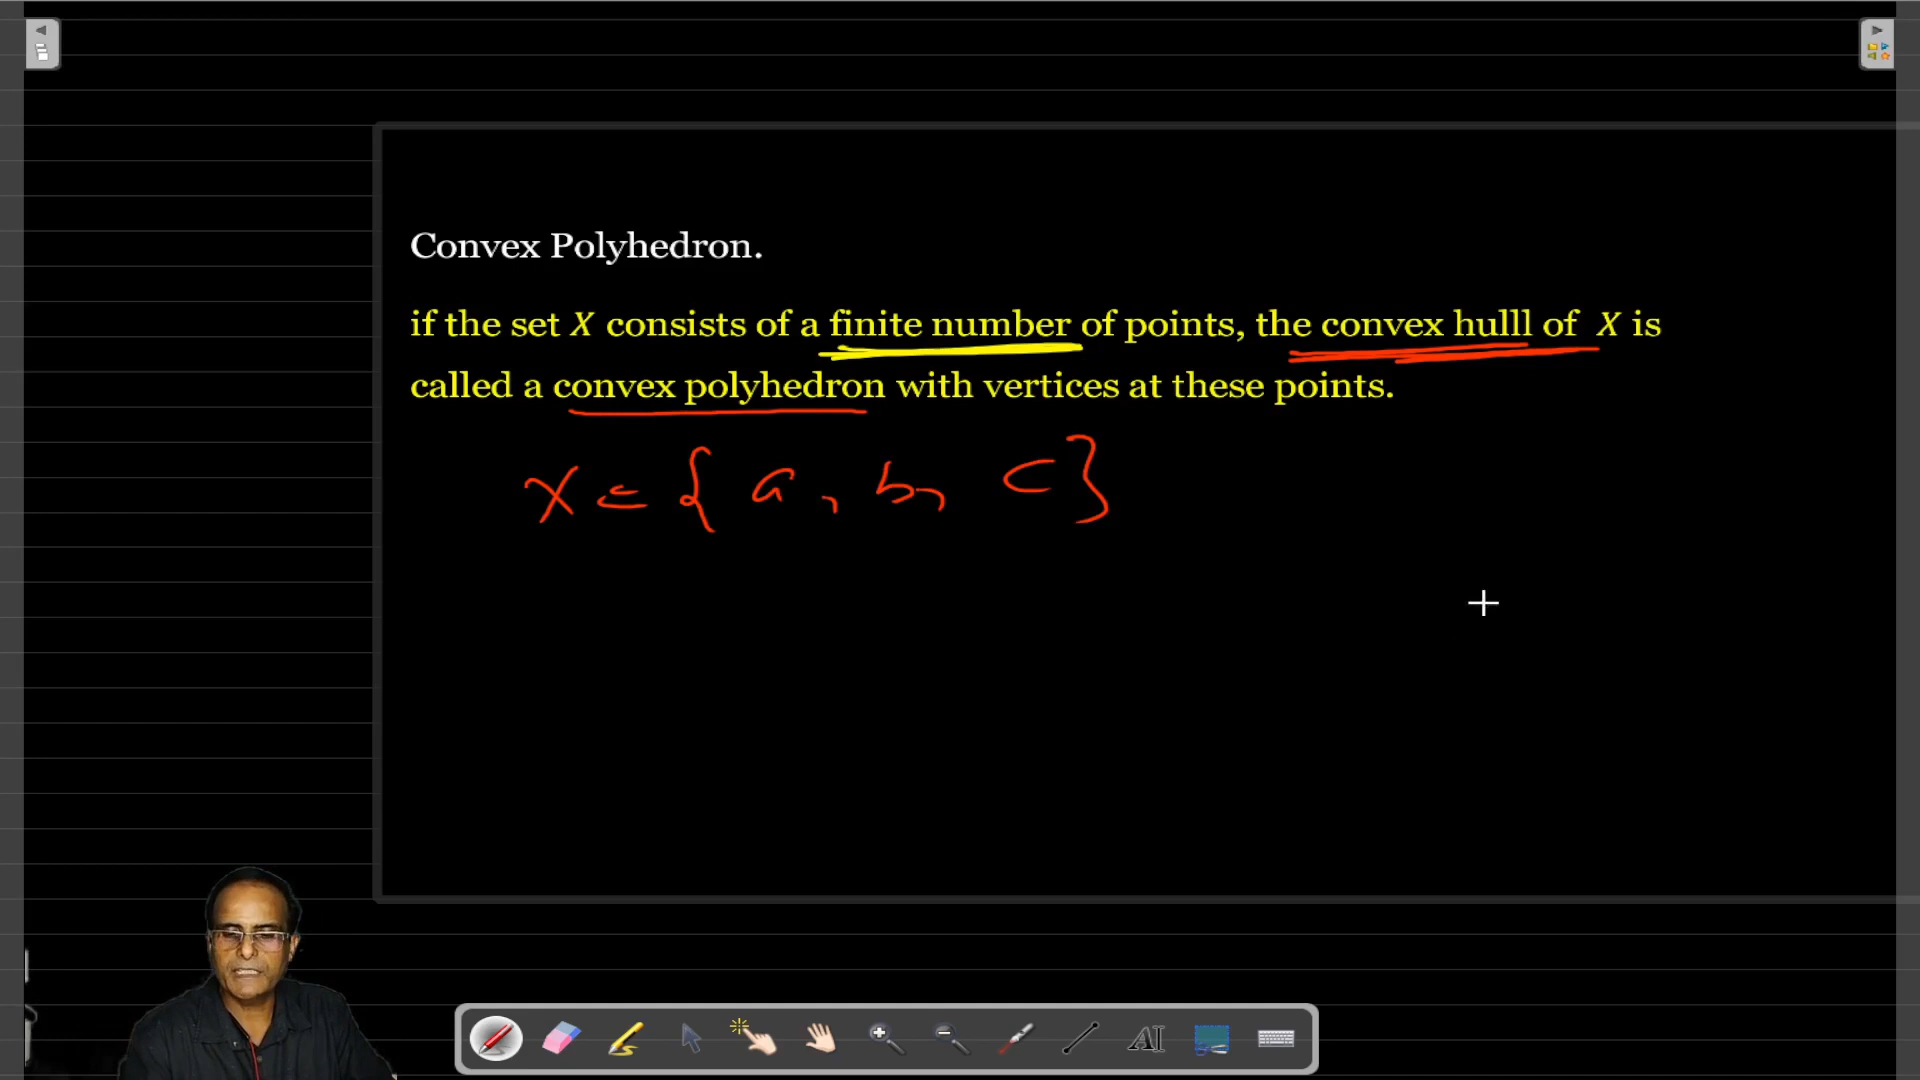 Convex Polyhedron.
if the set X consists of a finite number of points, the convex hulll of X is
called a convex polyhedron with vertices at these points.
X = { a , b, c }
AI